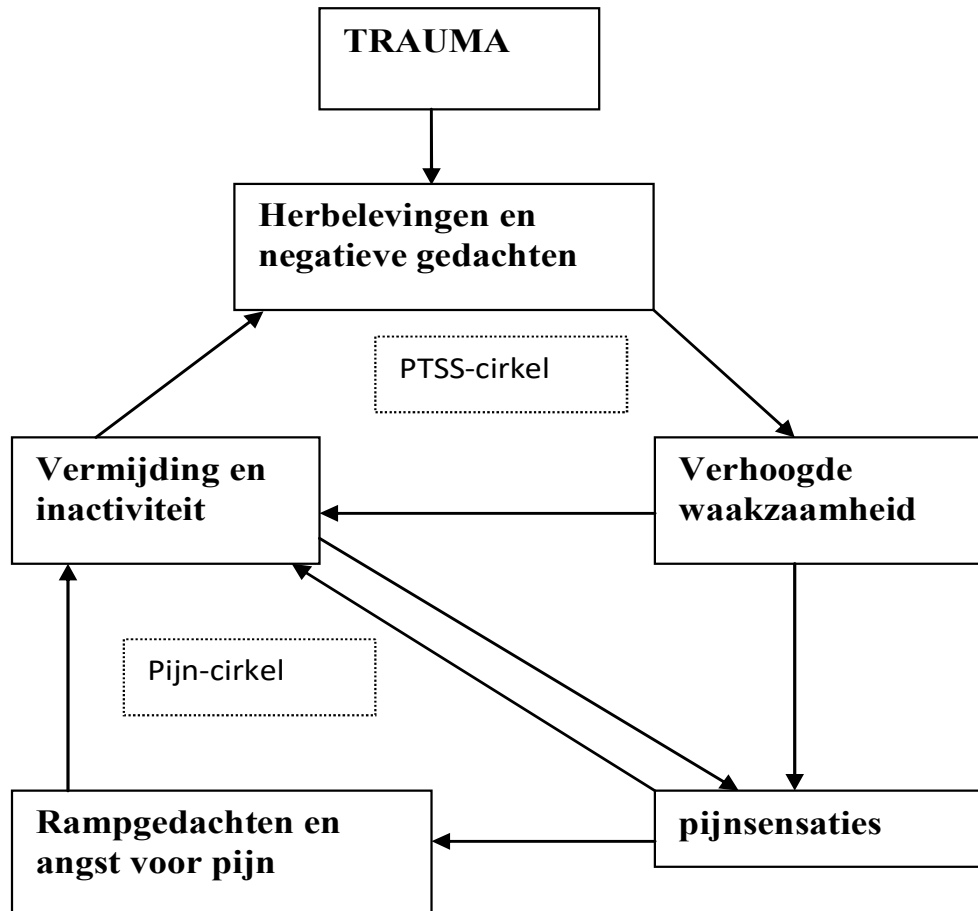 TRAUMA
Herbelevingen en
negatieve gedachten
PTSS-cirkel
Vermijding en
inactiviteit
Verhoogde
waakzaamheid
Pijn-cirkel
Rampgedachten en
angst voor pijn
pijnsensaties